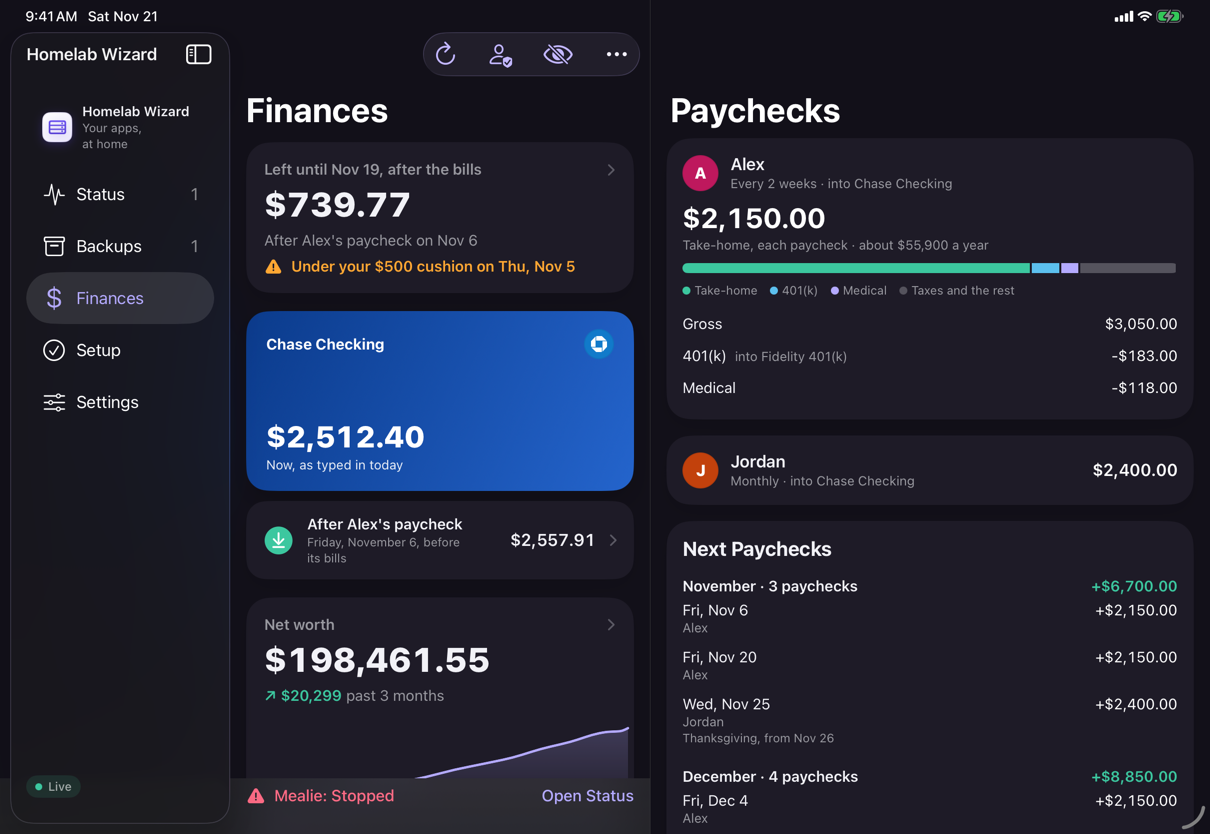 9:41 AM Sat Nov 21
Homelab Wizard
Homelab Wizard
Your apps,
at home
Status 1
Backups 1
Finances
Setup
Settings
Live
Finances
Left until Nov 19, after the bills
$739.77
After Alex's paycheck on Nov 6
Under your $500 cushion on Thu, Nov 5
Chase Checking
$2,512.40
Now, as typed in today
After Alex's paycheck
Friday, November 6, before
its bills
$2,557.91
Net worth
$198,461.55
$20,299 past 3 months
Mealie: Stopped Open Status
Paychecks
A
Alex
Every 2 weeks · into Chase Checking
$2,150.00
Take-home, each paycheck · about $55,900 a year
Take-home 401(k) Medical Taxes and the rest
Gross $3,050.00
401(k) into Fidelity 401(k) -$183.00
Medical -$118.00
J
Jordan
Monthly · into Chase Checking
$2,400.00
Next Paychecks
November · 3 paychecks +$6,700.00
Fri, Nov 6 +$2,150.00
Alex
Fri, Nov 20 +$2,150.00
Alex
Wed, Nov 25 +$2,400.00
Jordan
Thanksgiving, from Nov 26
December · 4 paychecks +$8,850.00
Fri, Dec 4 +$2,150.00
Alex